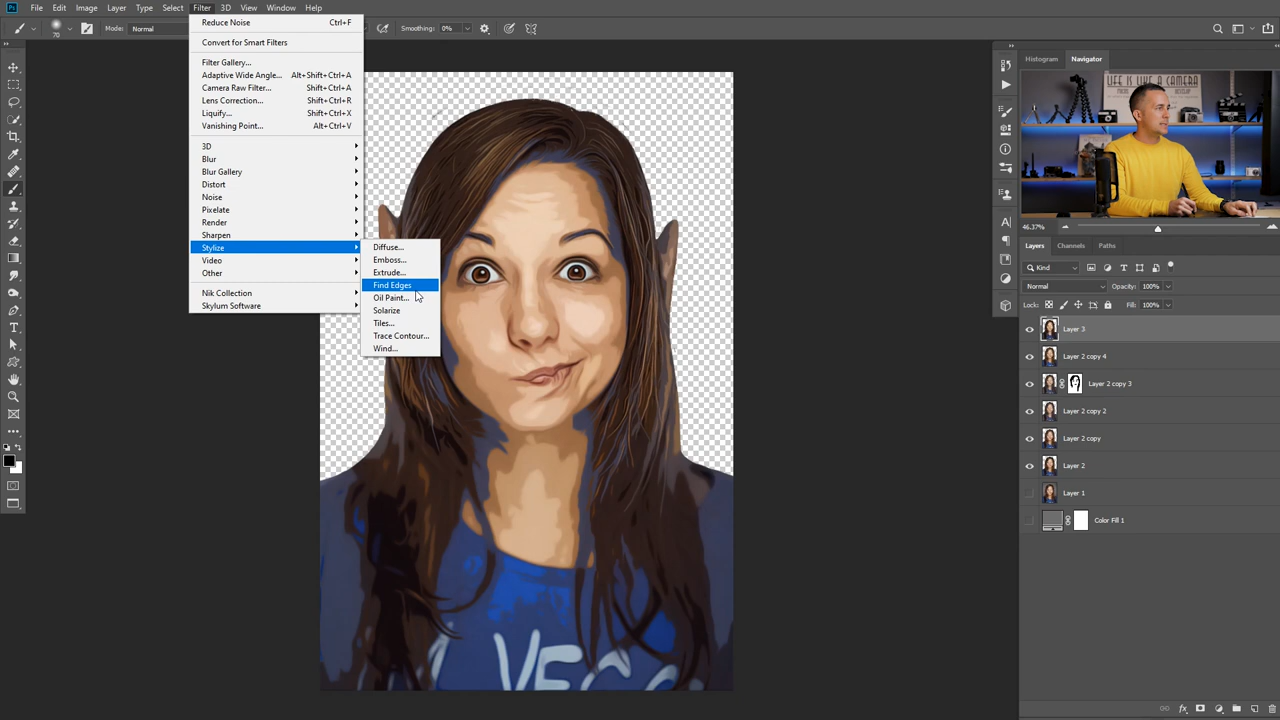 Ps File Edit Image Layer Type Select Filter 3D View Window Help
70 Mode: Normal Smoothing: 0%
Reduce Noise Ctrl+F
Convert for Smart Filters
Filter Gallery...
Adaptive Wide Angle... Alt+Shift+Ctrl+A
Camera Raw Filter... Shift+Ctrl+A
Lens Correction... Shift+Ctrl+R
Liquify... Shift+Ctrl+X
Vanishing Point... Alt+Ctrl+V
3D
Blur
Blur Gallery
Distort
Noise
Pixelate
Render
Sharpen
Stylize
Video
Other
Nik Collection
Skylum Software
Diffuse...
Emboss...
Extrude...
Find Edges
Oil Paint...
Solarize
Tiles...
Trace Contour...
Wind...
VEC
Histogram Navigator
LIFE IS LIKE A CAMERA
46.37%
Layers Channels Paths
Kind
Normal Opacity: 100%
Lock: Fill: 100%
Layer 3
Layer 2 copy 4
Layer 2 copy 3
Layer 2 copy 2
Layer 2 copy
Layer 2
Layer 1
Color Fill 1